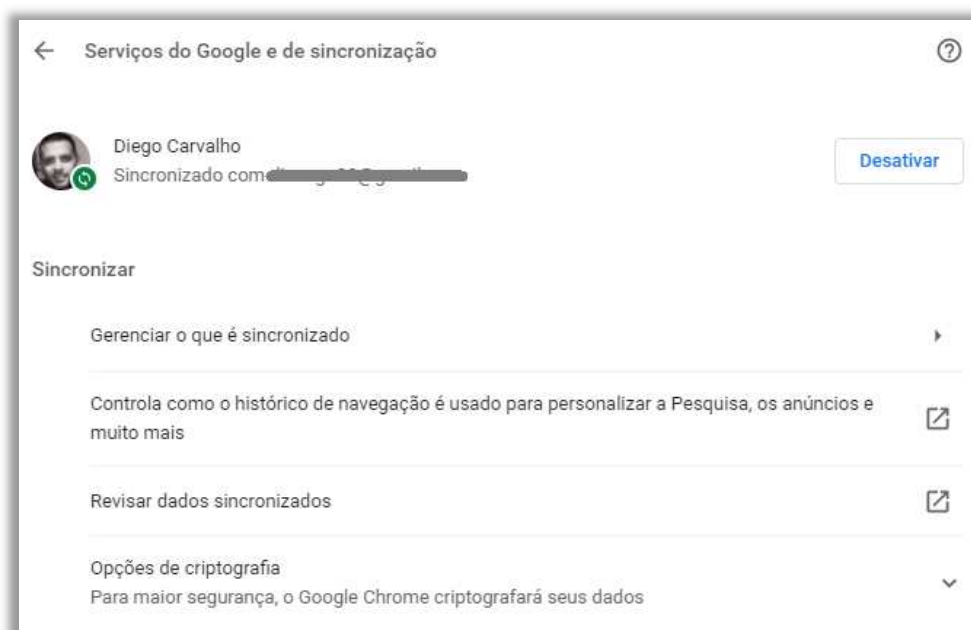 Serviços do Google e de sincronização
Diego Carvalho
Sincronizado com
Desativar
Sincronizar
Gerenciar o que é sincronizado
Controla como o histórico de navegação é usado para personalizar a Pesquisa, os anúncios e
muito mais
Revisar dados sincronizados
Opções de criptografia
Para maior segurança, o Google Chrome criptografará seus dados